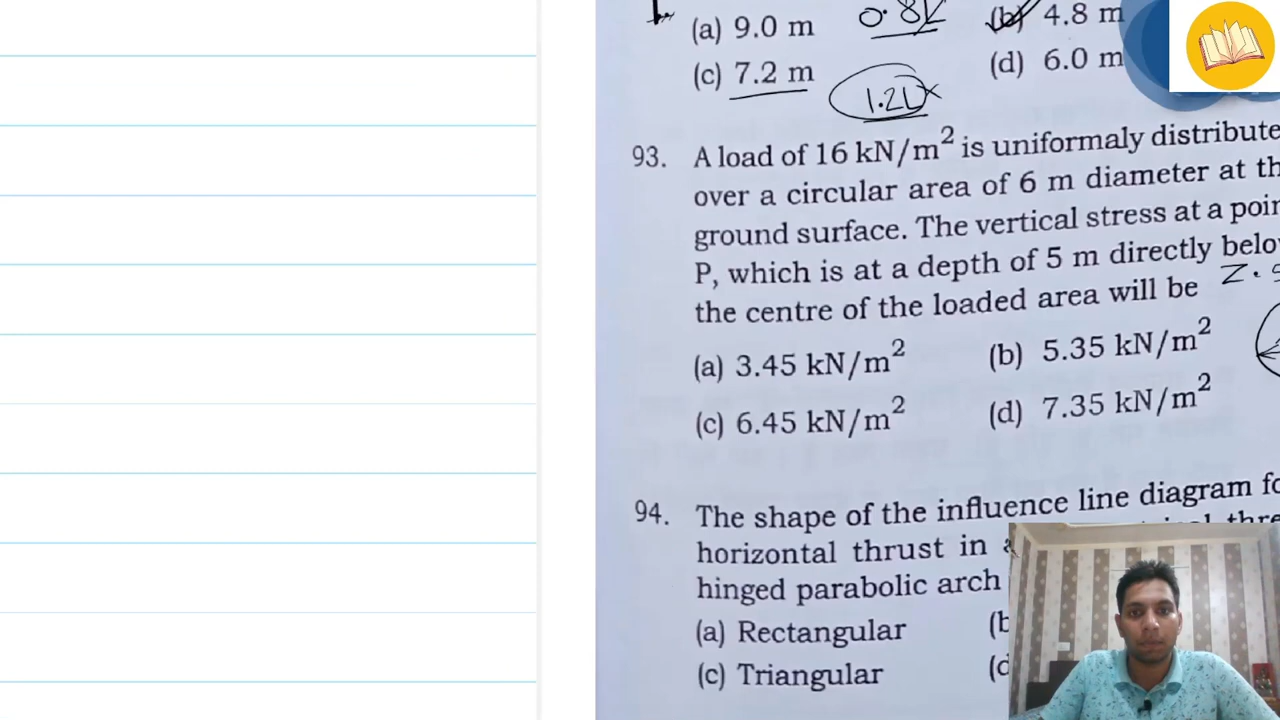 (a) 9.0 m 0.8L (b) 4.8 m
(c) 7.2 m (d) 6.0 m
1.2L
93. A load of 16 kN/m² is uniformaly distribute
over a circular area of 6 m diameter at th
ground surface. The vertical stress at a poin
P, which is at a depth of 5 m directly belo
the centre of the loaded area will be Z.
(a) 3.45 kN/m² (b) 5.35 kN/m²
(c) 6.45 kN/m² (d) 7.35 kN/m²
94. The shape of the influence line diagram fo
horizontal thrust in a
hinged parabolic arch
(a) Rectangular (b
(c) Triangular (d